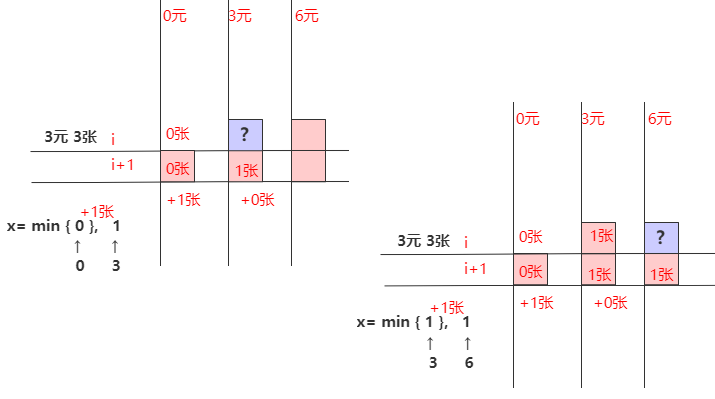 0元 3元 6元
3元 3张 i 0张 ?
i+1 0张 1张
+1张 +0张
+1张
x= min { 0 }, 1
↑ ↑
0 3
0元 3元 6元
3元 3张 i 0张 1张 ?
i+1 0张 1张 1张
+1张 +0张
+1张
x= min { 1 }, 1
↑ ↑
3 6